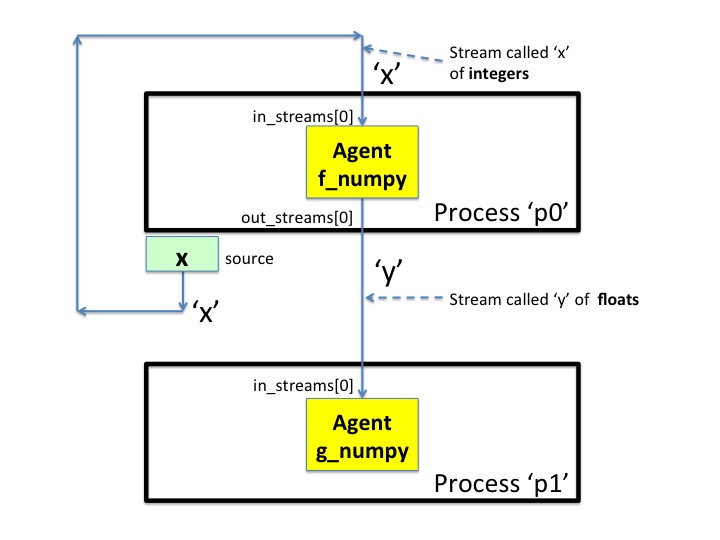 Stream called ‘x’
of integers
‘x’
in_streams[0]
Agent
f_numpy
Process ‘p0’
out_streams[0]
x
source
‘y’
‘x’
Stream called ‘y’ of floats
in_streams[0]
Agent
g_numpy
Process ‘p1’